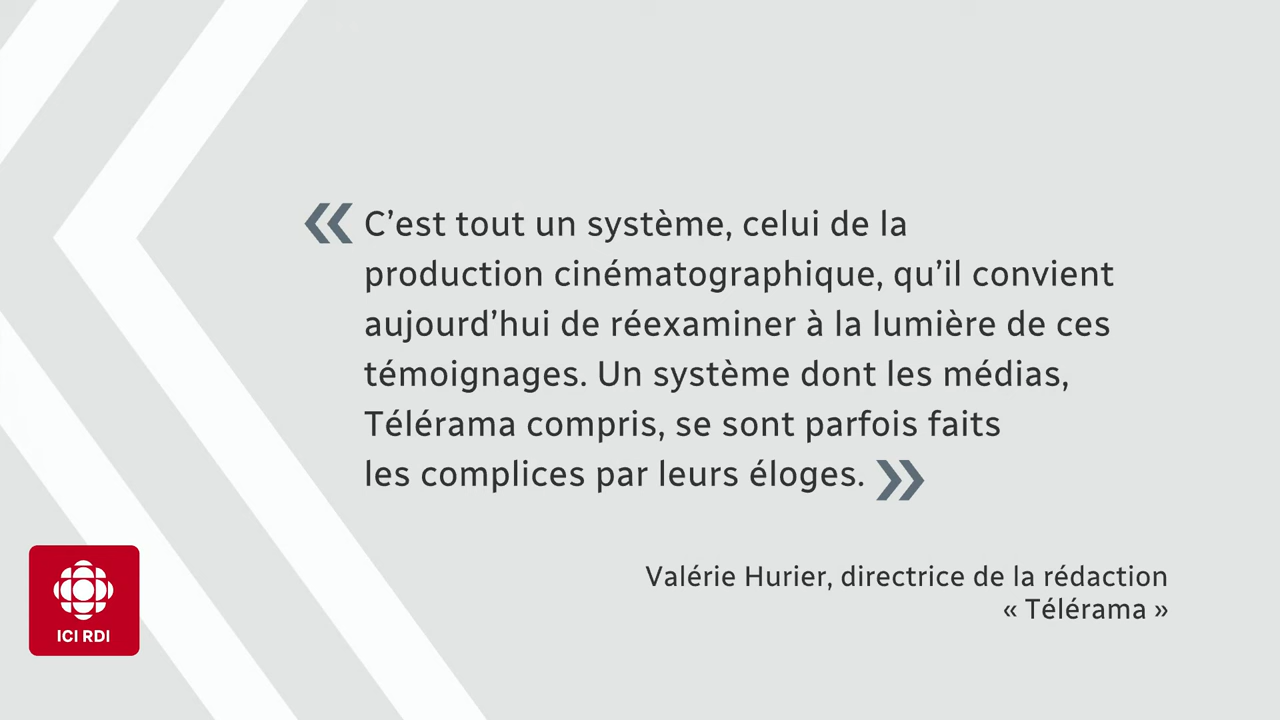 « C’est tout un système, celui de la
production cinématographique, qu’il convient
aujourd’hui de réexaminer à la lumière de ces
témoignages. Un système dont les médias,
Télérama compris, se sont parfois faits
les complices par leurs éloges. »
Valérie Hurier, directrice de la rédaction
« Télérama »
ICI RDI